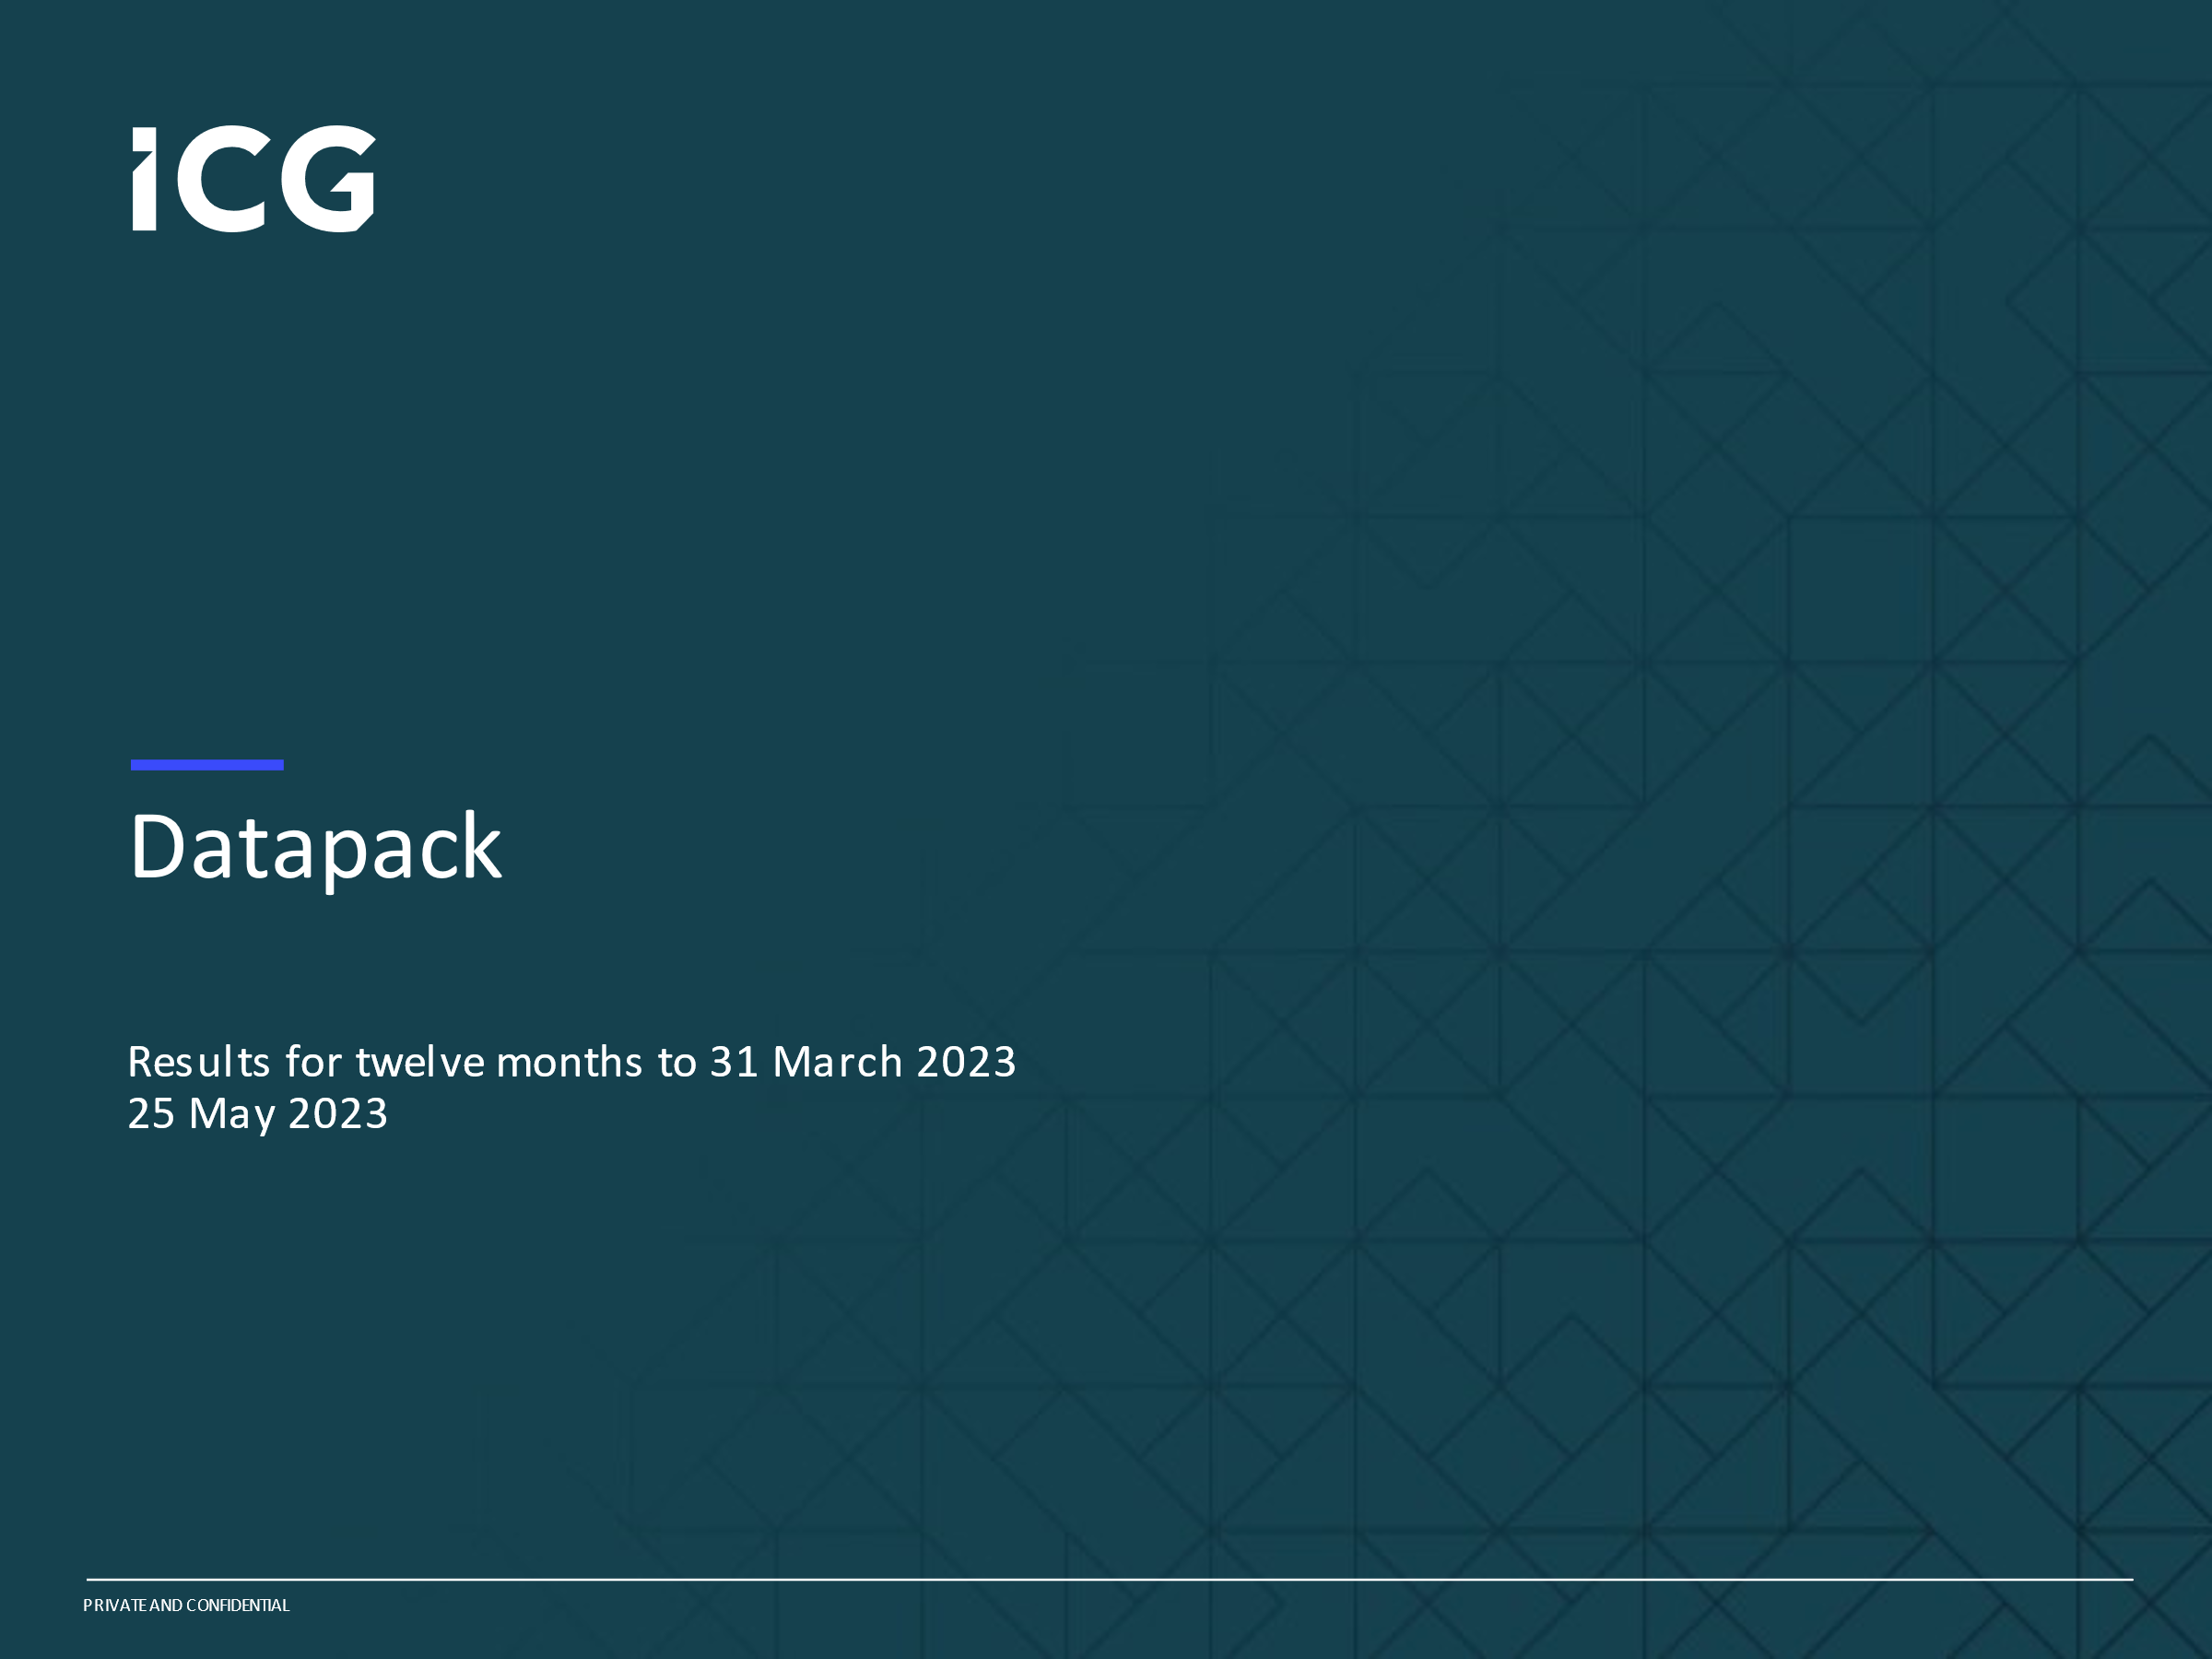 iCG
Datapack
Results for twelve months to 31 March 2023
25 May 2023
PRIVATE AND CONFIDENTIAL